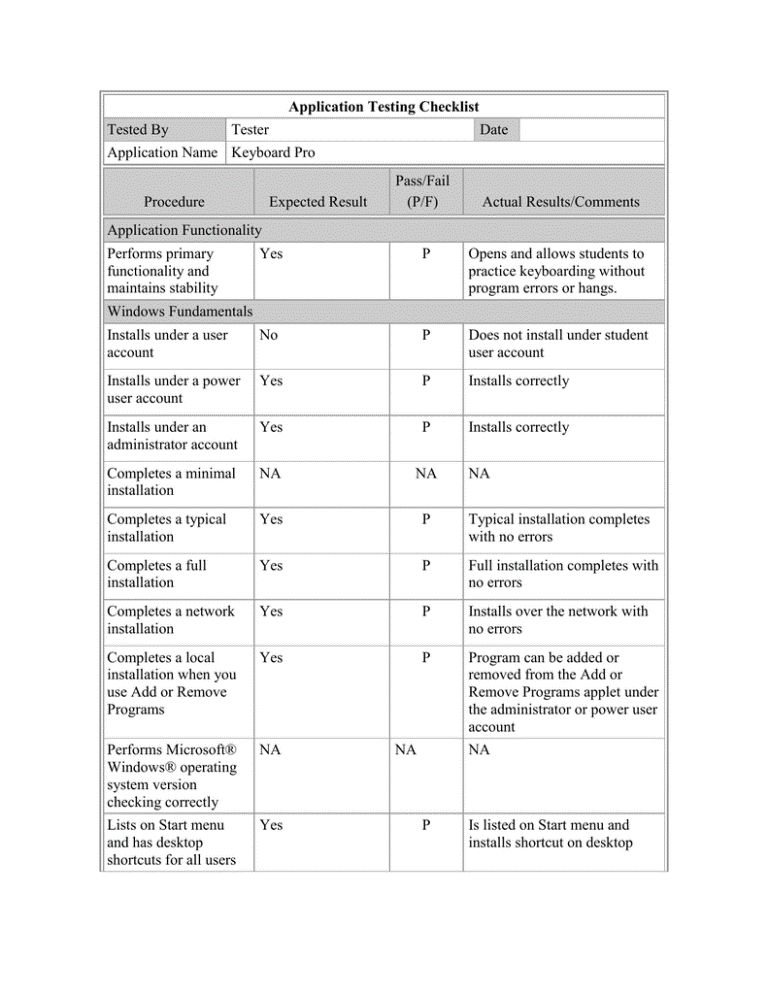 Application Testing Checklist
Tested By Tester Date
Application Name Keyboard Pro
Pass/Fail
Procedure Expected Result (P/F) Actual Results/Comments
Application Functionality
Performs primary Yes P Opens and allows students to
functionality and practice keyboarding without
maintains stability program errors or hangs.
Windows Fundamentals
Installs under a user No P Does not install under student
account user account
Installs under a power Yes P Installs correctly
user account
Installs under an Yes P Installs correctly
administrator account
Completes a minimal NA NA NA
installation
Completes a typical Yes P Typical installation completes
installation with no errors
Completes a full Yes P Full installation completes with
installation no errors
Completes a network Yes P Installs over the network with
installation no errors
Completes a local Yes P Program can be added or
installation when you removed from the Add or
use Add or Remove Remove Programs applet under
Programs the administrator or power user
account
Performs Microsoft® NA NA NA
Windows® operating
system version
checking correctly
Lists on Start menu Yes P Is listed on Start menu and
and has desktop installs shortcut on desktop
shortcuts for all users